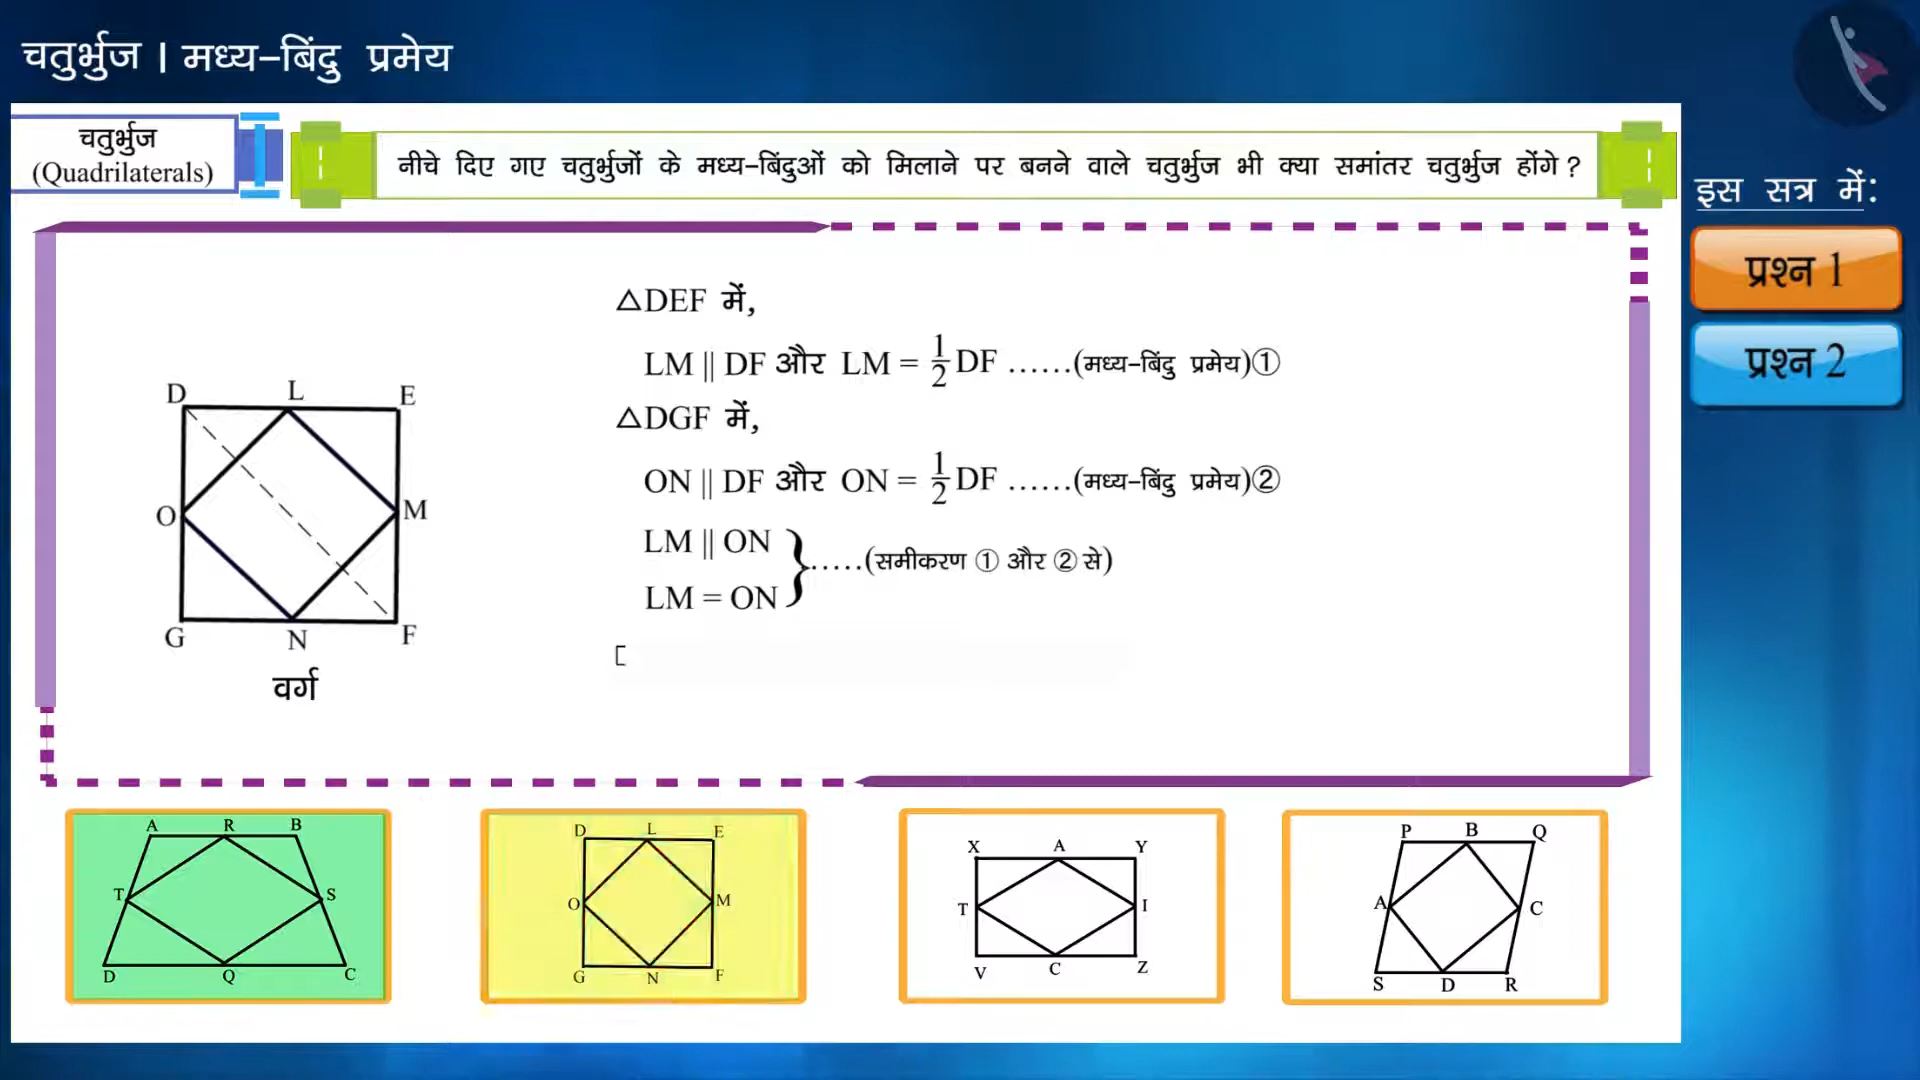 चतुर्भुज । मध्य-बिंदु प्रमेय
चतुर्भुज
(Quadrilaterals)
नीचे दिए गए चतुर्भुजों के मध्य-बिंदुओं को मिलाने पर बनने वाले चतुर्भुज भी क्या समांतर चतुर्भुज होंगे ?
इस सत्र में:
प्रश्न 1
प्रश्न 2
△DEF में,
LM || DF और LM = 1/2 DF ......(मध्य-बिंदु प्रमेय)①
△DGF में,
ON || DF और ON = 1/2 DF ......(मध्य-बिंदु प्रमेय)②
LM || ON
LM = ON
} .....(समीकरण ① और ② से)
[
D L E
O M
G N F
वर्ग
A R B
T S
D Q C
D L E
O M
G N F
X A Y
T I
V C Z
P B Q
A C
S D R